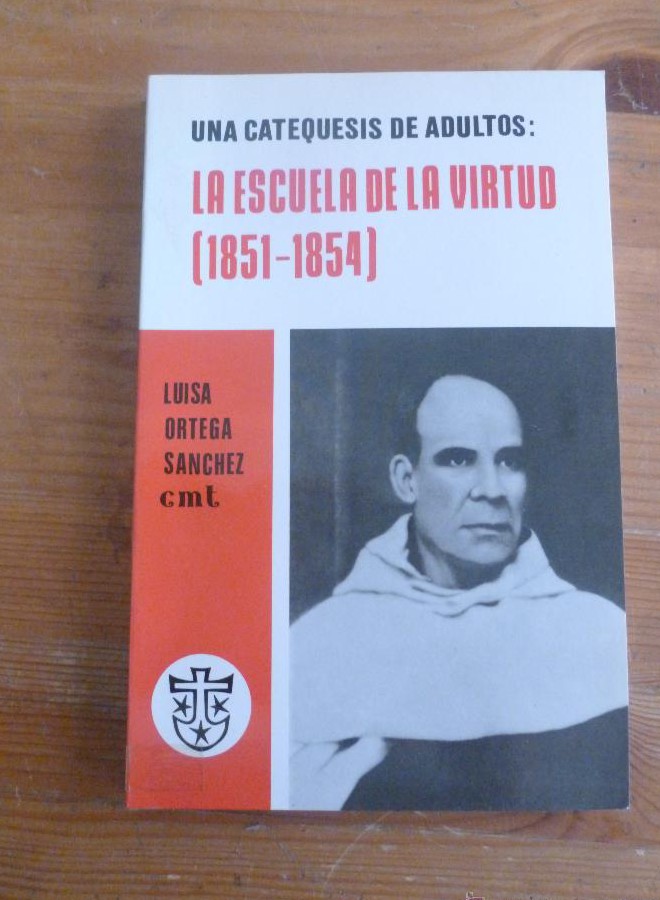 UNA CATEQUESIS DE ADULTOS:
LA ESCUELA DE LA VIRTUD
(1851-1854)
LUISA
ORTEGA
SANCHEZ
cmt